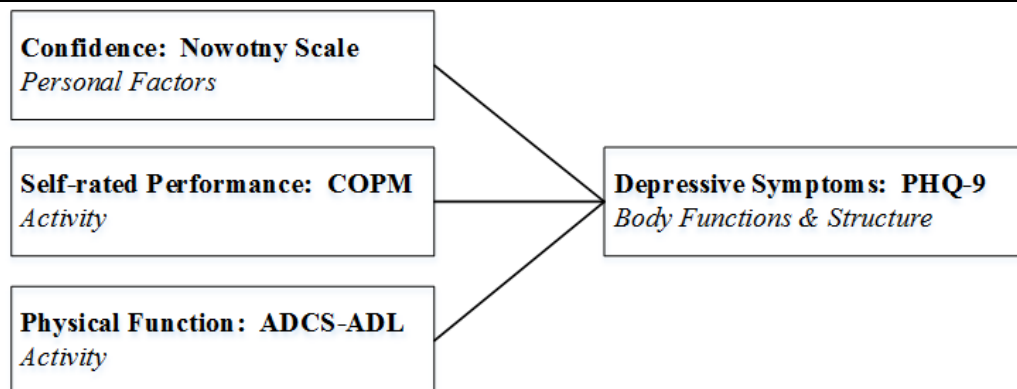 Confidence: Nowotny Scale
Personal Factors
Self-rated Performance: COPM
Activity
Depressive Symptoms: PHQ-9
Body Functions & Structure
Physical Function: ADCS-ADL
Activity